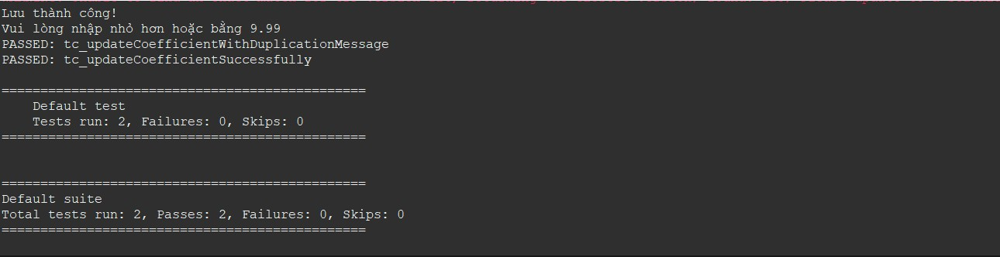 Lưu thành công!
Vui lòng nhập nhỏ hơn hoặc bằng 9.99
PASSED: tc_updateCoefficientWithDuplicationMessage
PASSED: tc_updateCoefficientSuccessfully
===============================================
Default test
Tests run: 2, Failures: 0, Skips: 0
===============================================
===============================================
Default suite
Total tests run: 2, Passes: 2, Failures: 0, Skips: 0
===============================================